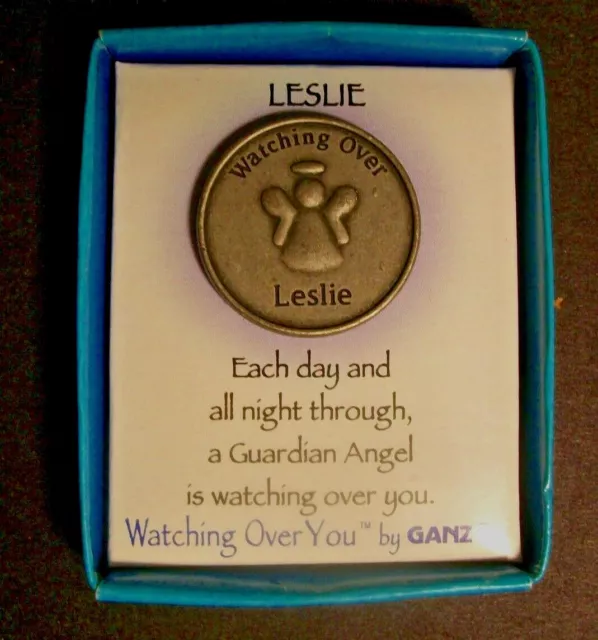 LESLIE
Watching Over
Leslie
Each day and
all night through,
a Guardian Angel
is watching over you.
Watching Over You™ by GANZ